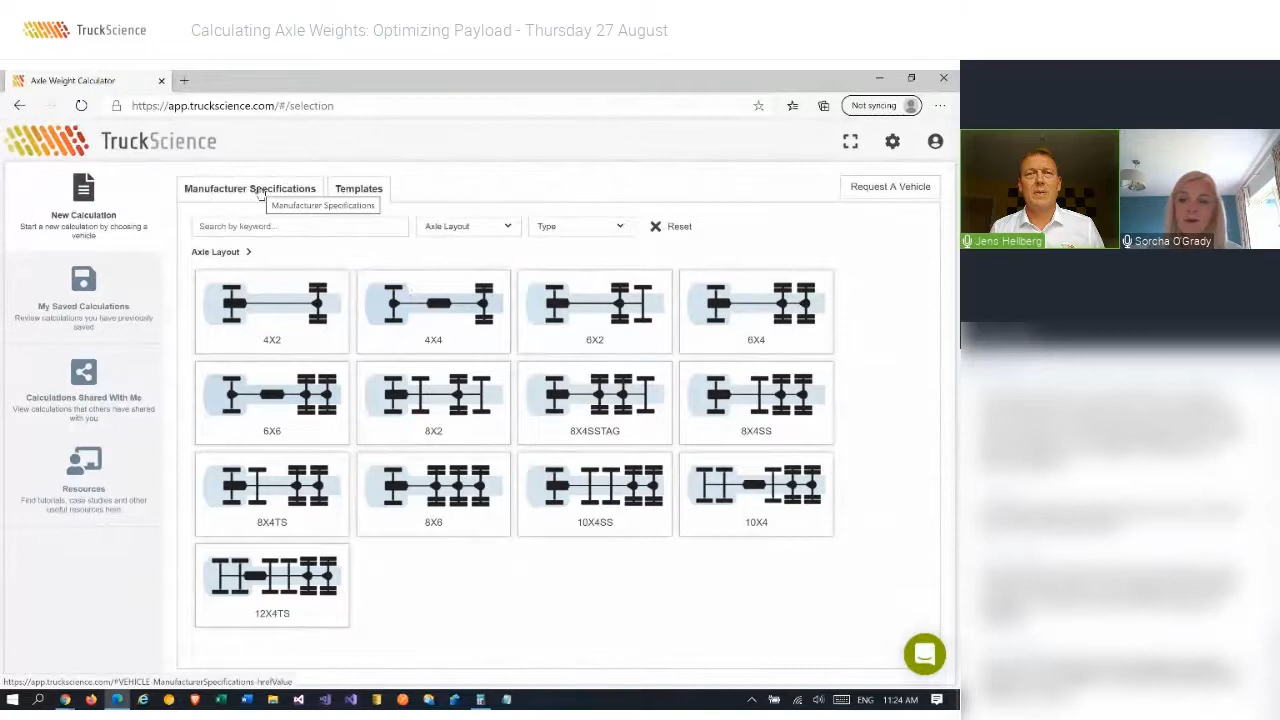 TruckScience
Calculating Axle Weights: Optimizing Payload - Thursday 27 August
Axle Weight Calculator
https://app.truckscience.com/#/selection
Not syncing
TruckScience
New Calculation
Start a new calculation by choosing a
vehicle
My Saved Calculations
Review calculations you have previously
saved
Calculations Shared With Me
View calculations that others have shared
with you
Resources
Find tutorials, case studies and other
useful resources here.
Manufacturer Specifications
Templates
Request A Vehicle
Manufacturer Specifications
Search by keyword...
Axle Layout
Type
Reset
Axle Layout
4X2
4X4
6X2
6X4
6X6
8X2
8X4SSTAG
8X4SS
8X4TS
8X6
10X4SS
10X4
12X4TS
Jens Hellberg
Sorcha O'Grady
https://app.truckscience.com/#VEHICLE-ManufacturerSpecifications-hrefValue
ENG
11:24 AM